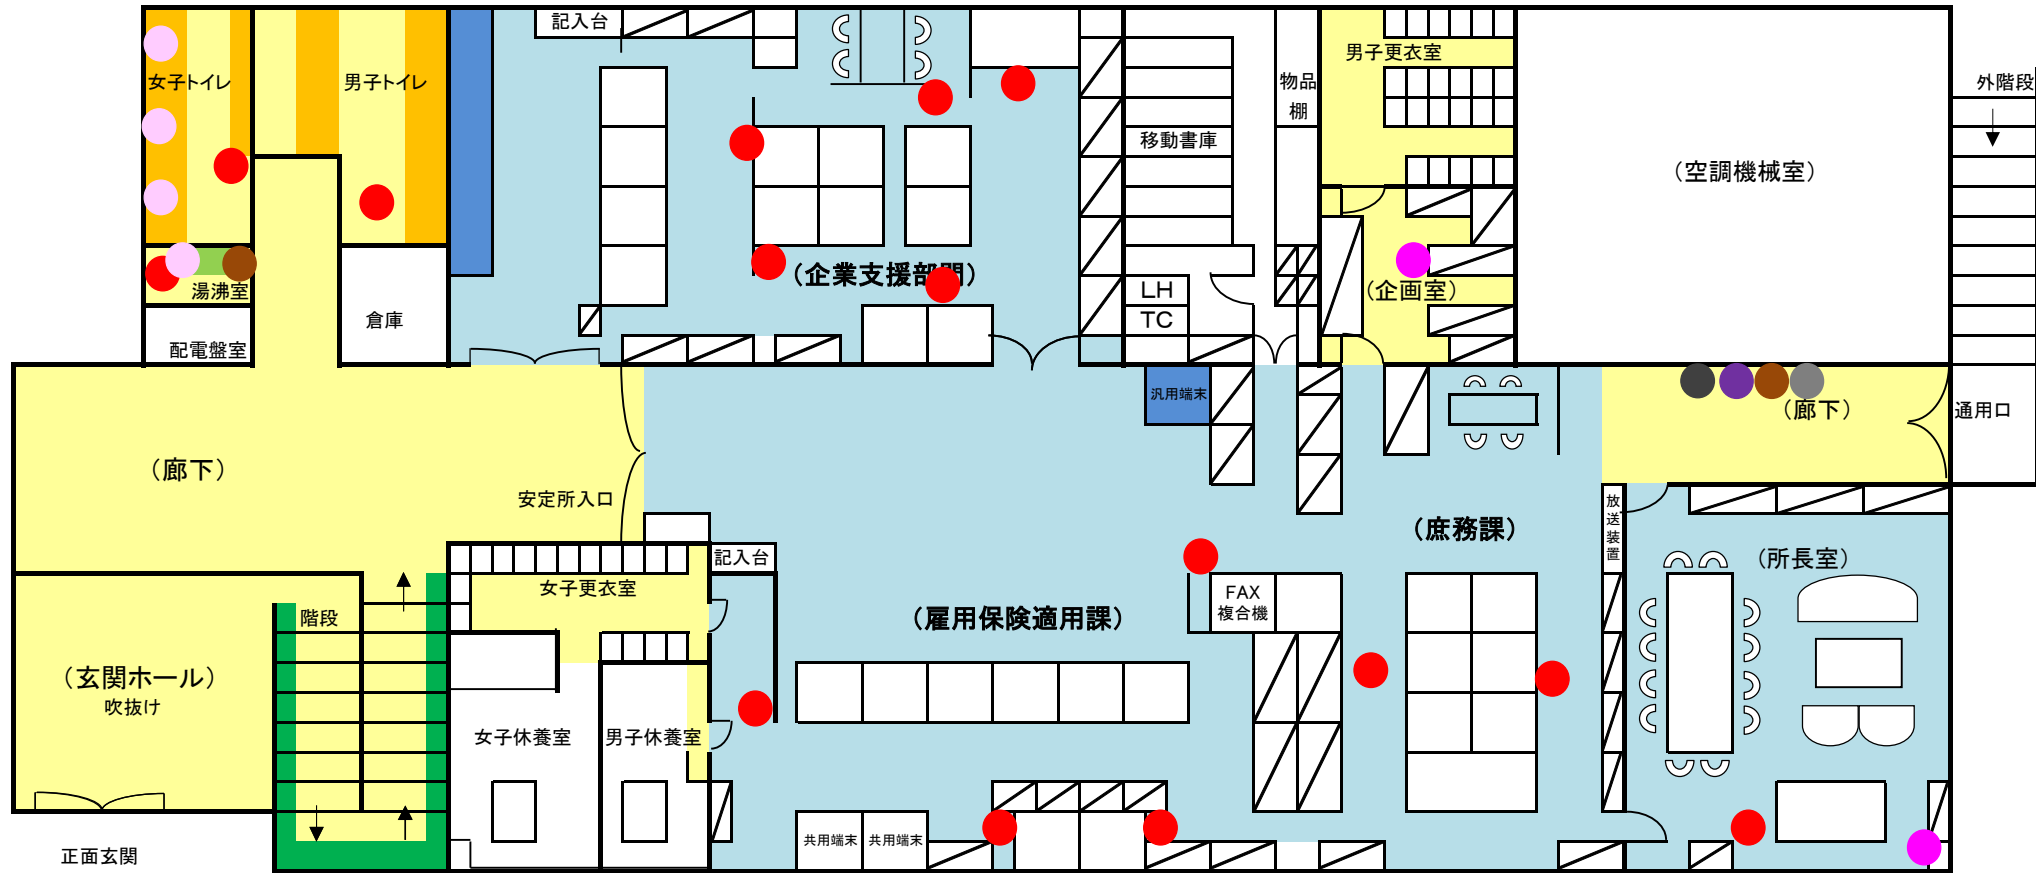 記入台
女子トイレ
男子トイレ
男子更衣室
物品
棚
外階段
移動書庫
（空調機械室）
（企業支援部門）
湯沸室
倉庫
配電盤室
LH
TC
（企画室）
汎用端末
（廊下）
通用口
（廊下）
安定所入口
放送装置
（庶務課）
記入台
（所長室）
女子更衣室
FAX
複合機
階段
（雇用保険適用課）
（玄関ホール）
吹抜け
女子休養室
男子休養室
共用端末
共用端末
正面玄関